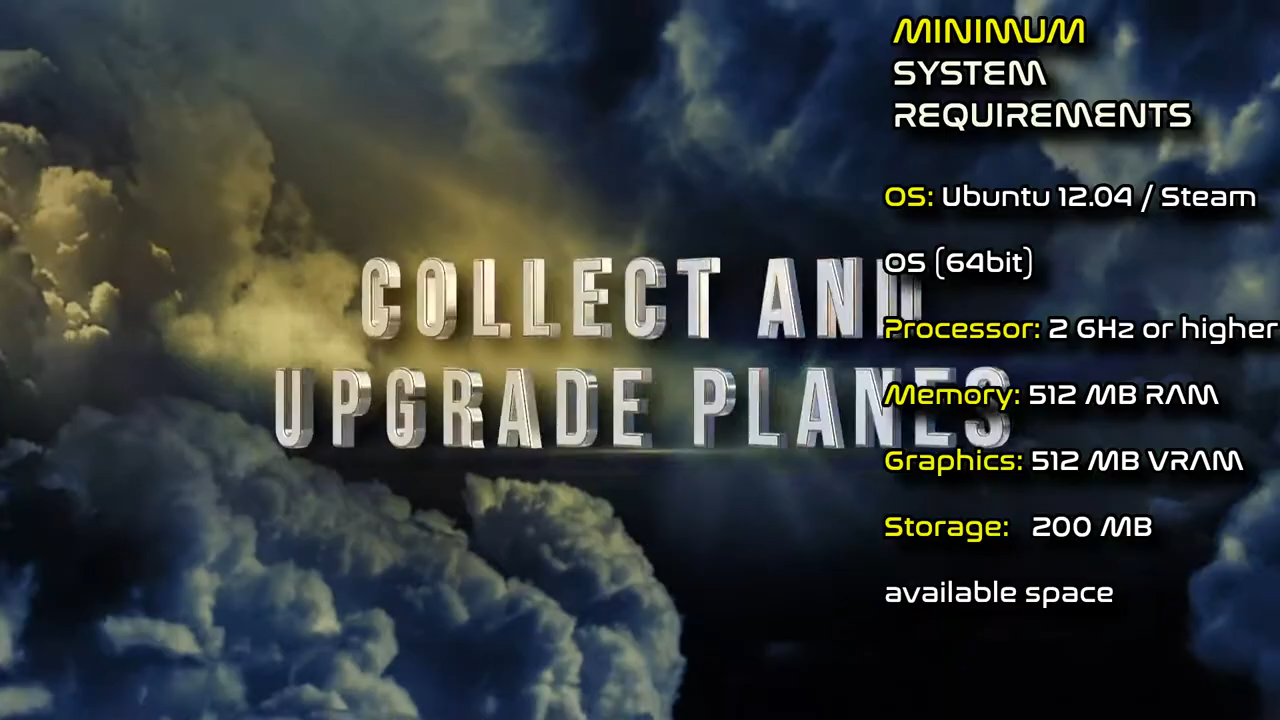 COLLECT AND
UPGRADE PLANES
MINIMUM
SYSTEM
REQUIREMENTS
OS: Ubuntu 12.04 / Steam
OS (64bit)
Processor: 2 GHz or higher
Memory: 512 MB RAM
Graphics: 512 MB VRAM
Storage: 200 MB
available space